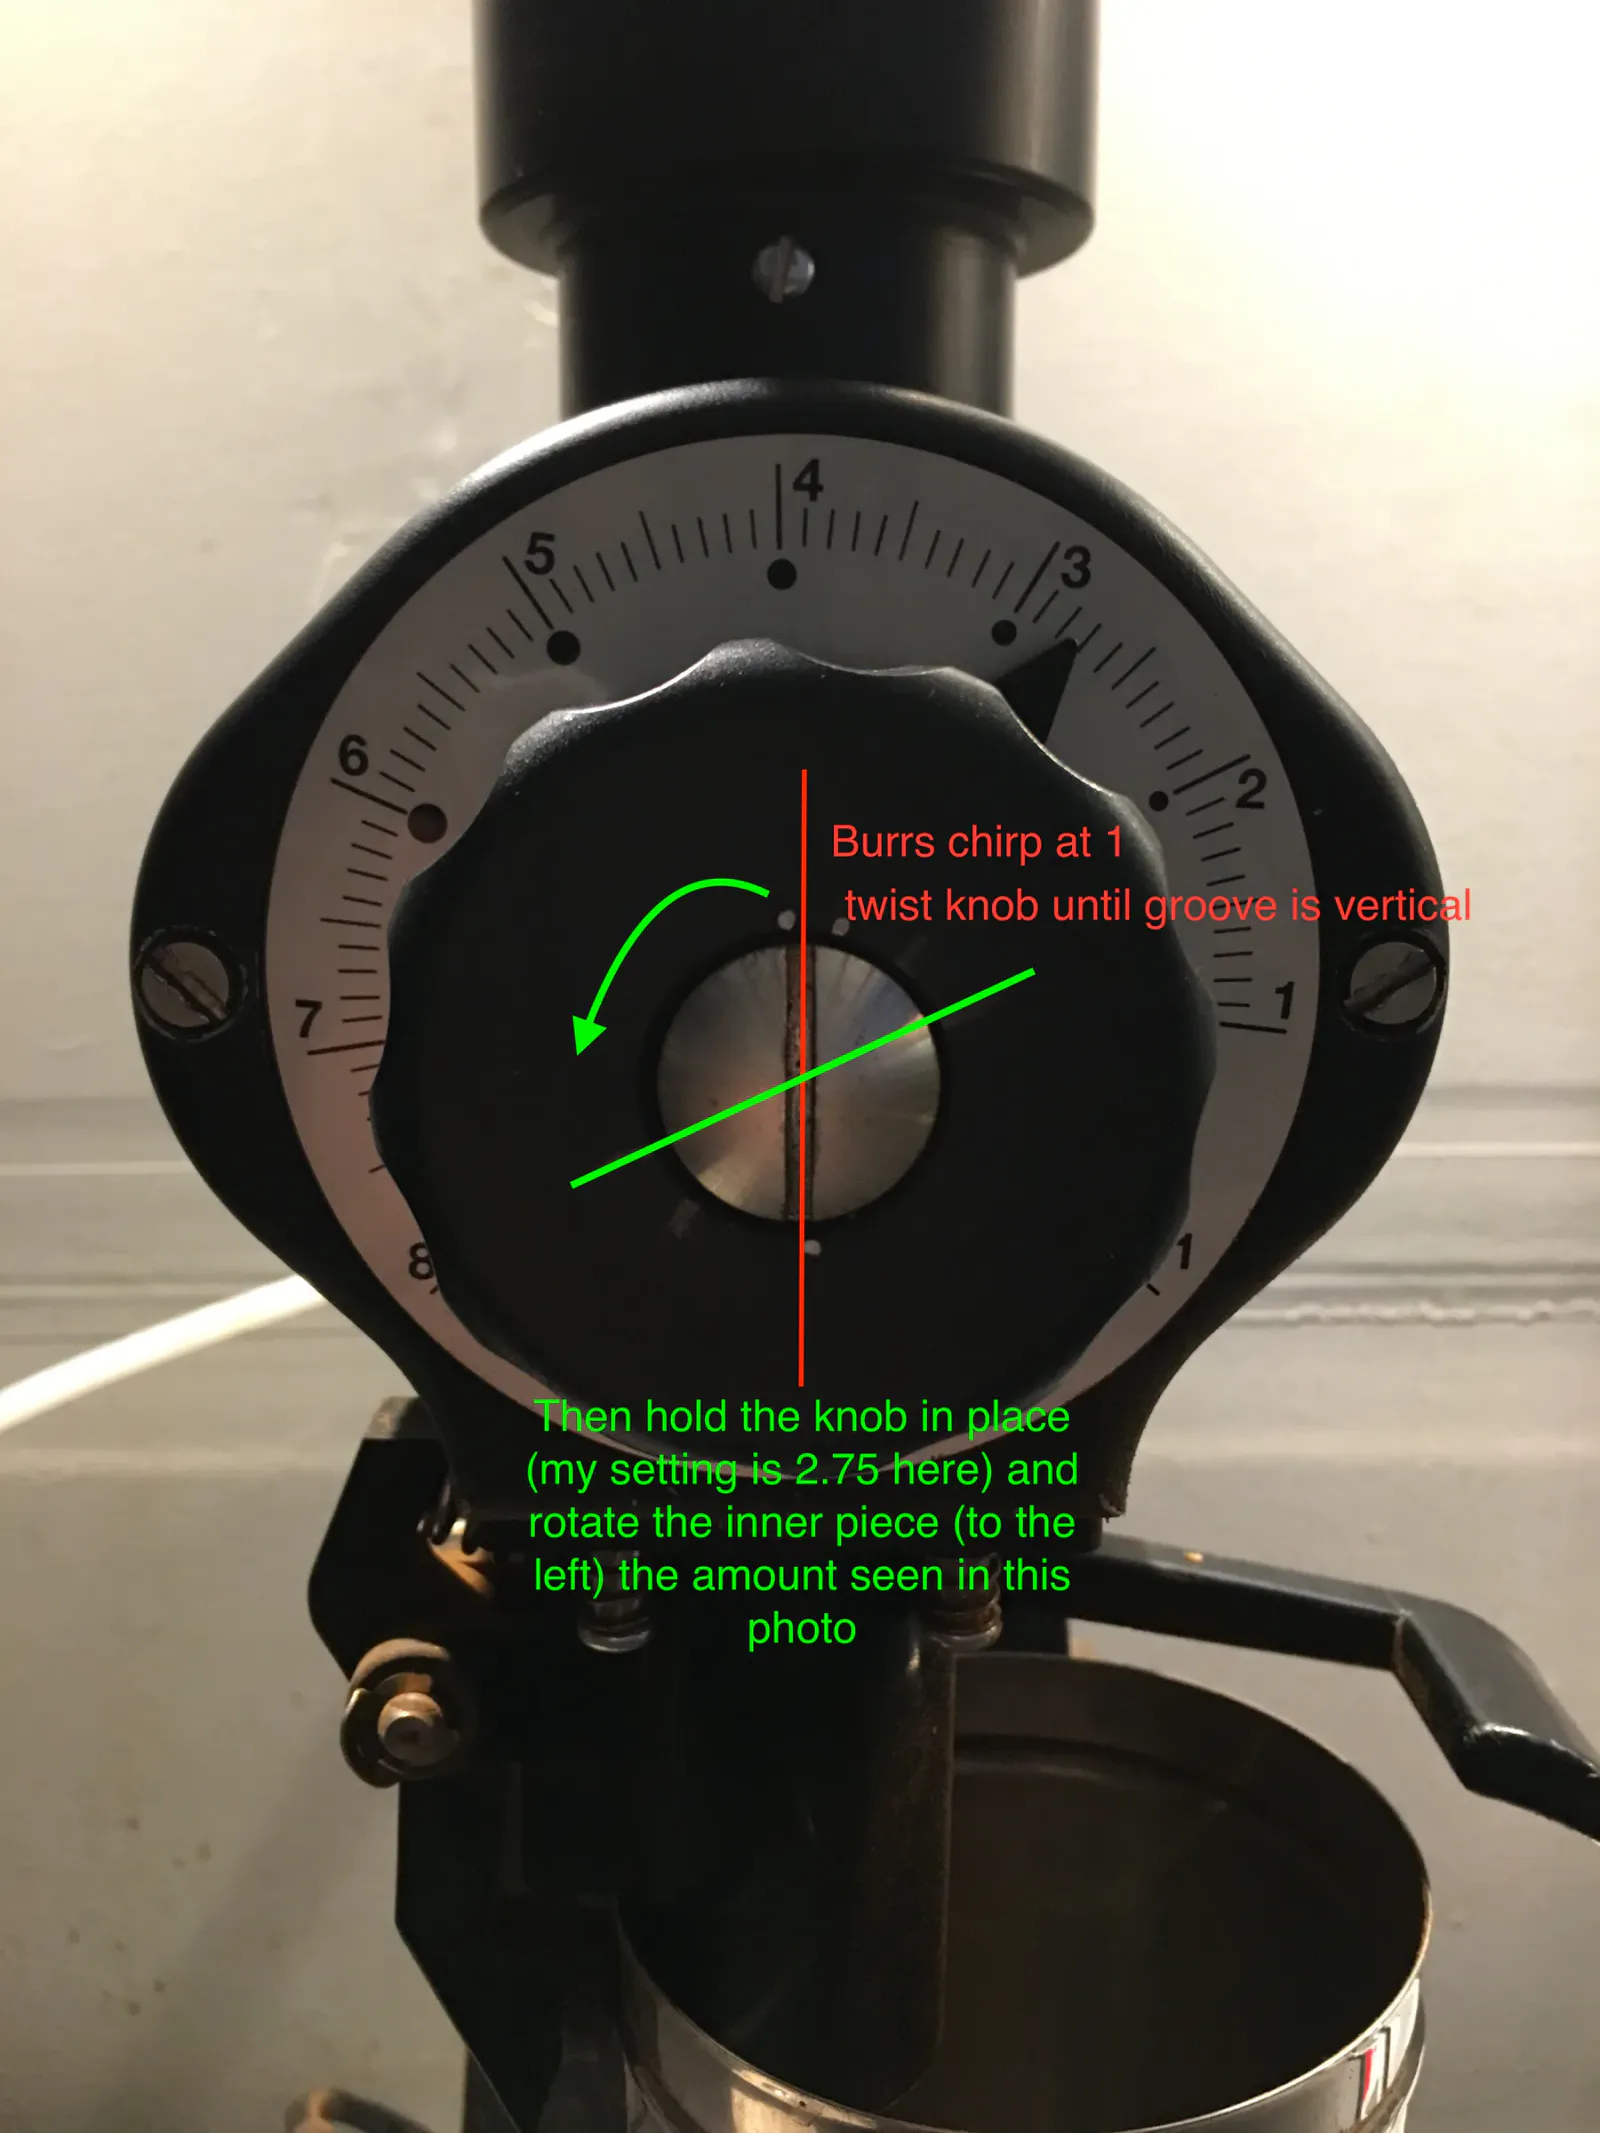 4
5
3
6
2
Burrs chirp at 1
twist knob until groove is vertical
7
1
8
1
Then hold the knob in place
(my setting is 2.75 here) and
rotate the inner piece (to the
left) the amount seen in this
photo